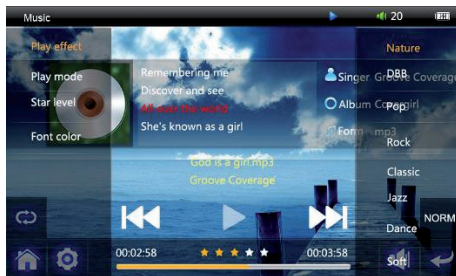 Music
20
Play effect
Nature
Play mode
Star level
Font color
Remembering me
Discover and see
All over the world
She's known as a girl
Singer Groove Coverage
Album Coergirl
Form mp3
DBB
Pop
Rock
Classic
Jazz
Dance
Soft
God is a girl.mp3
Groove Coverage
NORM
00:02:58
00:03:58